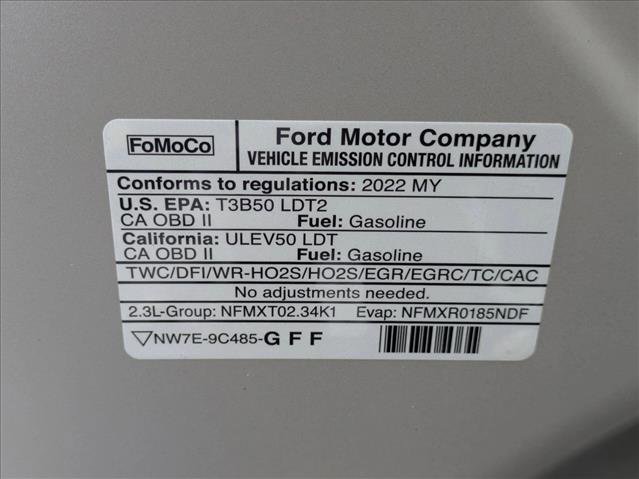 FoMoCo
Ford Motor Company
VEHICLE EMISSION CONTROL INFORMATION
Conforms to regulations: 2022 MY
U.S. EPA: T3B50 LDT2
CA OBD II Fuel: Gasoline
California: ULEV50 LDT
CA OBD II Fuel: Gasoline
TWC/DFI/WR-HO2S/HO2S/EGR/EGRC/TC/CAC
No adjustments needed.
2.3L-Group: NFMXT02.34K1 Evap: NFMXR0185NDF
NW7E-9C485-GFF